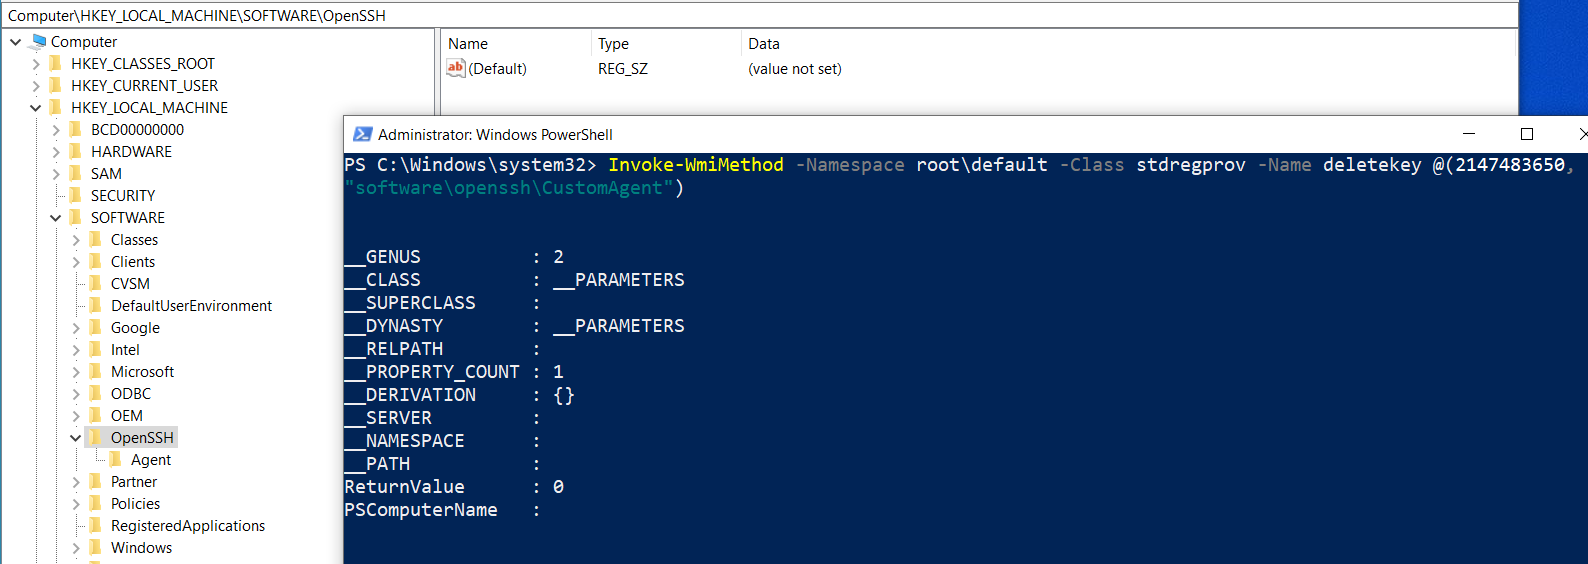 Computer\HKEY_LOCAL_MACHINE\SOFTWARE\OpenSSH
Computer
HKEY_CLASSES_ROOT
HKEY_CURRENT_USER
HKEY_LOCAL_MACHINE
BCD00000000
HARDWARE
SAM
SECURITY
SOFTWARE
Classes
Clients
CVSM
DefaultUserEnvironment
Google
Intel
Microsoft
ODBC
OEM
OpenSSH
Agent
Partner
Policies
RegisteredApplications
Windows
Name Type Data
ab (Default) REG_SZ (value not set)
Administrator: Windows PowerShell
PS C:\Windows\system32> Invoke-WmiMethod -Namespace root\default -Class stdregprov -Name deletekey @(2147483650,
"software\openssh\CustomAgent")
__GENUS : 2
__CLASS : __PARAMETERS
__SUPERCLASS :
__DYNASTY : __PARAMETERS
__RELPATH :
__PROPERTY_COUNT : 1
__DERIVATION : {}
__SERVER :
__NAMESPACE :
__PATH :
ReturnValue : 0
PSComputerName :